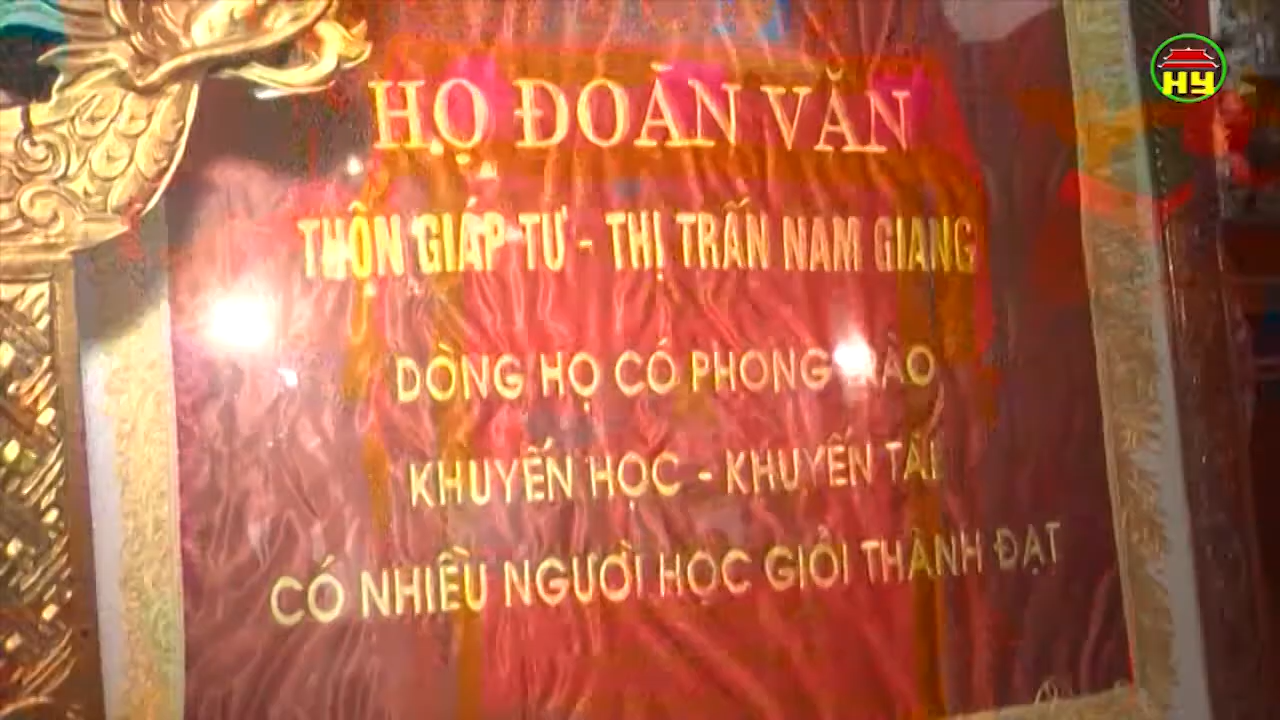 HY
HỌ ĐOÀN VĂN
THÔN GIÁP TƯ - THỊ TRẤN NAM GIANG
DÒNG HỌ CÓ PHONG TRÀO
KHUYẾN HỌC - KHUYẾN TÀI
CÓ NHIỀU NGƯỜI HỌC GIỎI THÀNH ĐẠT